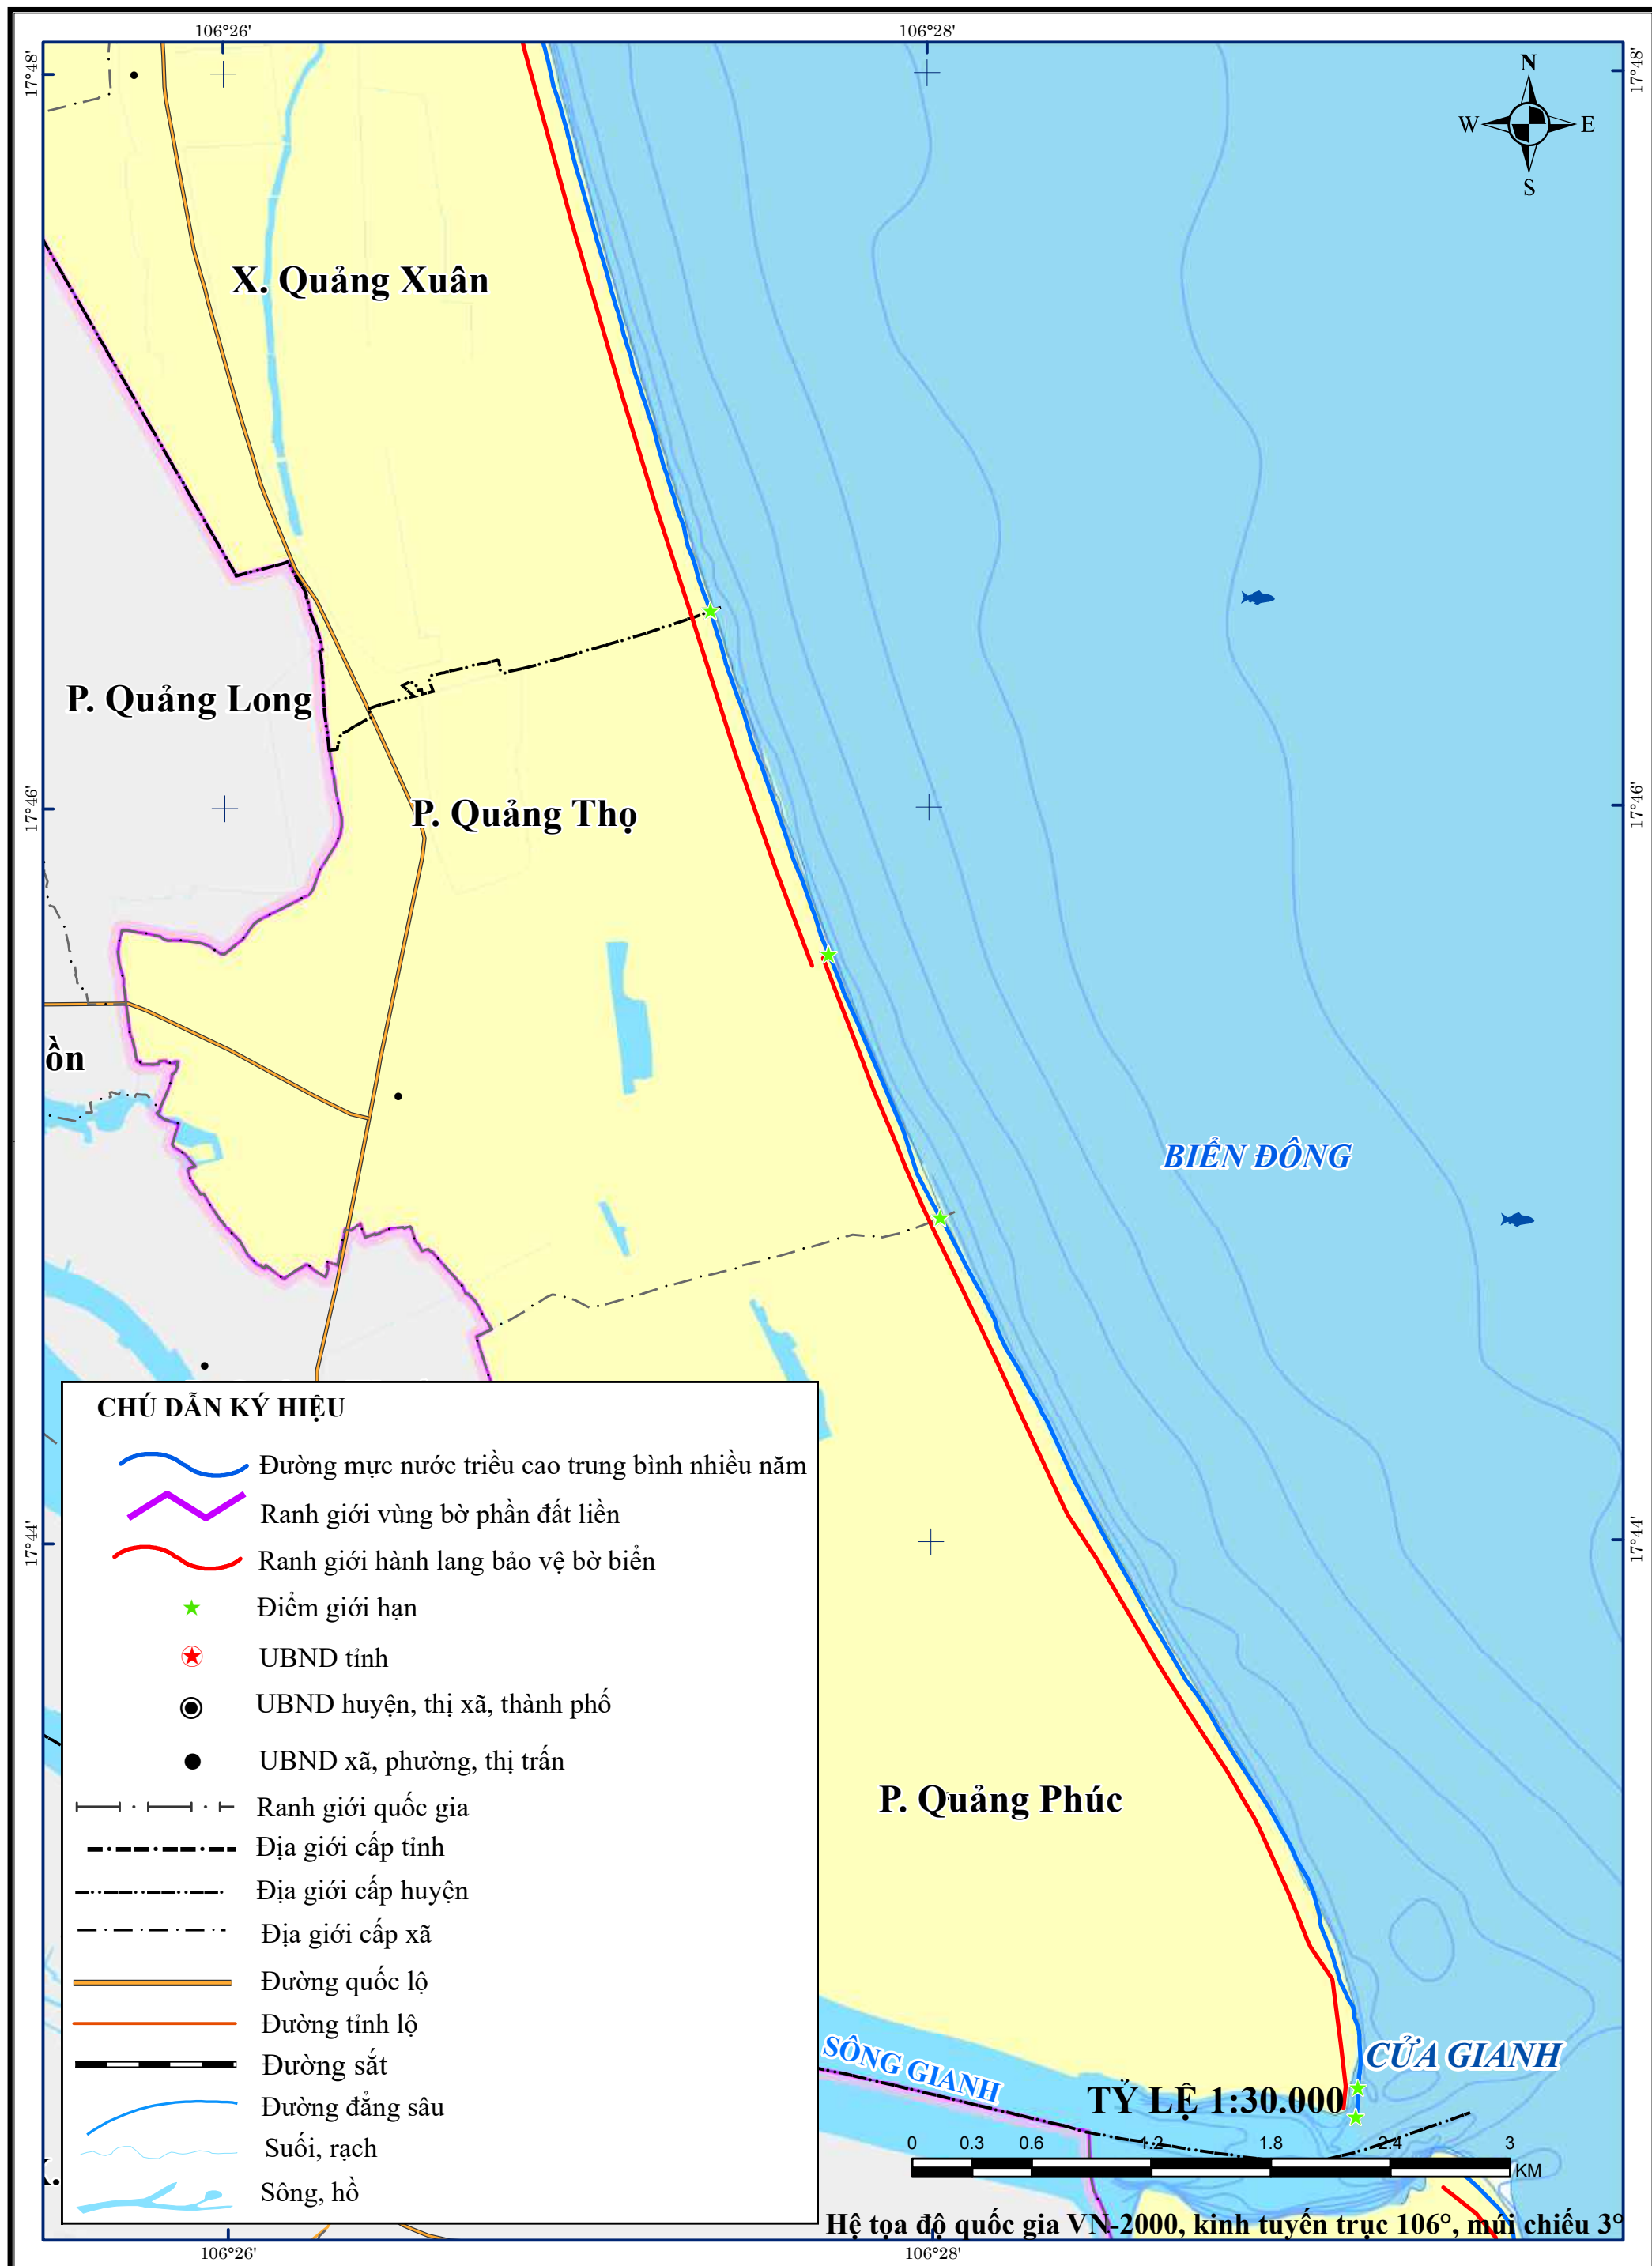 106°26'
106°28'
17°48'
17°48'
N
W
E
S
X. Quảng Xuân
P. Quảng Long
P. Quảng Thọ
17°46'
17°46'
ồn
BIỂN ĐÔNG
CHÚ DẪN KÝ HIỆU
Đường mực nước triều cao trung bình nhiều năm
Ranh giới vùng bờ phần đất liền
Ranh giới hành lang bảo vệ bờ biển
Điểm giới hạn
UBND tỉnh
UBND huyện, thị xã, thành phố
UBND xã, phường, thị trấn
Ranh giới quốc gia
Địa giới cấp tỉnh
Địa giới cấp huyện
Địa giới cấp xã
Đường quốc lộ
Đường tỉnh lộ
Đường sắt
Đường đẳng sâu
Suối, rạch
Sông, hồ
17°44'
17°44'
P. Quảng Phúc
SÔNG GIANH
CỬA GIANH
TỶ LỆ 1:30.000
0 0.3 0.6 1.2 1.8 2.4 3
KM
Hệ tọa độ quốc gia VN-2000, kinh tuyến trục 106°, múi chiếu 3°
106°26'
106°28'